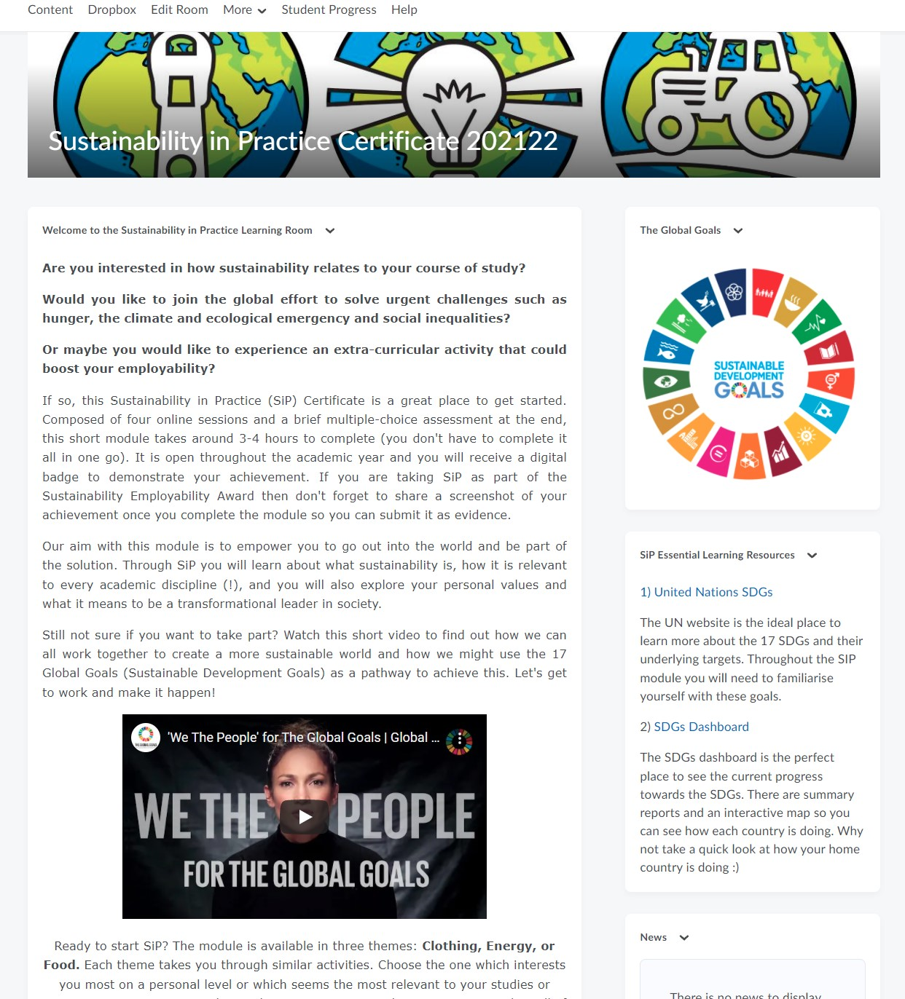 Content Dropbox Edit Room More Student Progress Help
Sustainability in Practice Certificate 202122
Welcome to the Sustainability in Practice Learning Room
Are you interested in how sustainability relates to your course of study?
Would you like to join the global effort to solve urgent challenges such as
hunger, the climate and ecological emergency and social inequalities?
Or maybe you would like to experience an extra-curricular activity that could
boost your employability?
If so, this Sustainability in Practice (SiP) Certificate is a great place to get started.
Composed of four online sessions and a brief multiple-choice assessment at the end,
this short module takes around 3-4 hours to complete (you don't have to complete it
all in one go). It is open throughout the academic year and you will receive a digital
badge to demonstrate your achievement. If you are taking SiP as part of the
Sustainability Employability Award then don't forget to share a screenshot of your
achievement once you complete the module so you can submit it as evidence.
Our aim with this module is to empower you to go out into the world and be part of
the solution. Through SiP you will learn about what sustainability is, how it is relevant
to every academic discipline (!), and you will also explore your personal values and
what it means to be a transformational leader in society.
Still not sure if you want to take part? Watch this short video to find out how we can
all work together to create a more sustainable world and how we might use the 17
Global Goals (Sustainable Development Goals) as a pathway to achieve this. Let's get
to work and make it happen!
'We The People' for The Global Goals | Global ...
WE THE PEOPLE
FOR THE GLOBAL GOALS
Ready to start SiP? The module is available in three themes: Clothing, Energy, or
Food. Each theme takes you through similar activities. Choose the one which interests
you most on a personal level or which seems the most relevant to your studies or
The Global Goals
SUSTAINABLE
DEVELOPMENT
GOALS
SiP Essential Learning Resources
1) United Nations SDGs
The UN website is the ideal place to
learn more about the 17 SDGs and their
underlying targets. Throughout the SIP
module you will need to familiarise
yourself with these goals.
2) SDGs Dashboard
The SDGs dashboard is the perfect
place to see the current progress
towards the SDGs. There are summary
reports and an interactive map so you
can see how each country is doing. Why
not take a quick look at how your home
country is doing :)
News
There is no news to display.